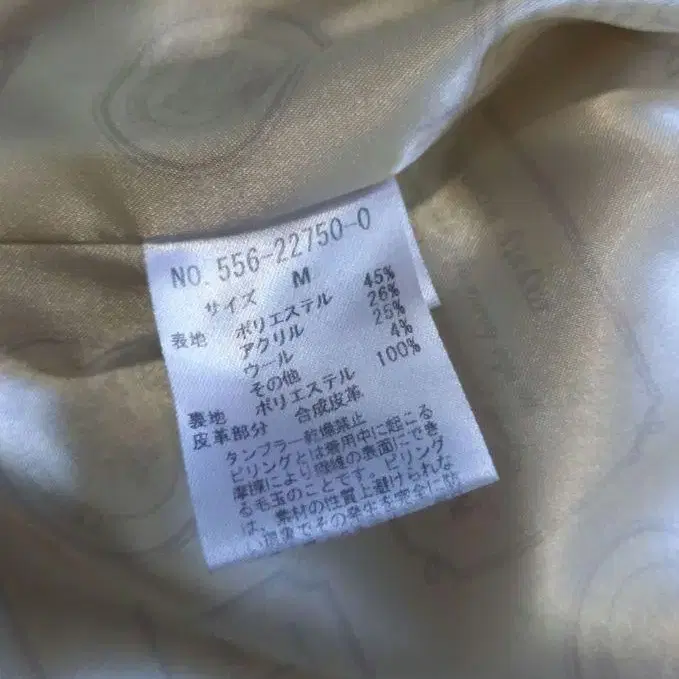 NO. 556-22750-0
サイズ M
表地 ポリエステル 45%
アクリル 26%
ウール 25%
その他 4%
裏地 ポリエステル 100%
皮革部分 合成皮革
タンブラー乾燥禁止
ピリングとは着用中に起こる
摩擦により の表面にでき
る毛玉のことです。ピリング
は、素材の性質上避けられな